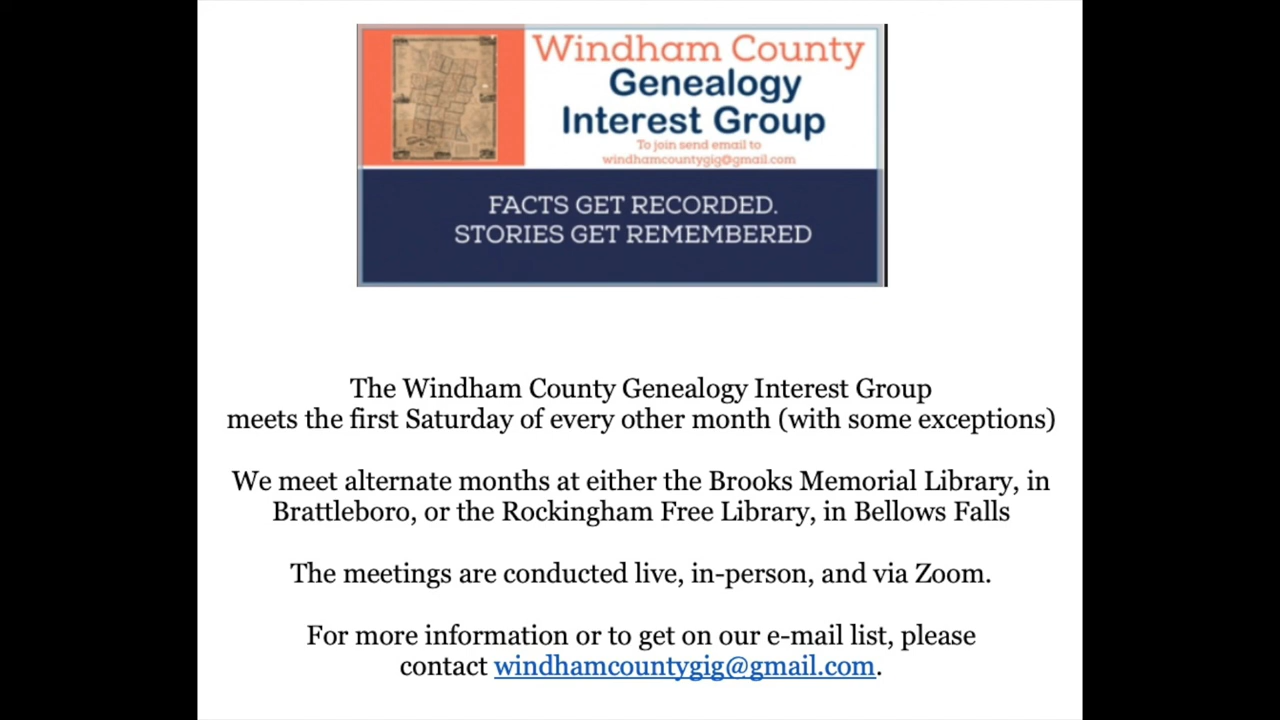 Windham County
Genealogy
Interest Group
To join send email to
windhamcountygig@gmail.com
FACTS GET RECORDED.
STORIES GET REMEMBERED
The Windham County Genealogy Interest Group
meets the first Saturday of every other month (with some exceptions)
We meet alternate months at either the Brooks Memorial Library, in
Brattleboro, or the Rockingham Free Library, in Bellows Falls
The meetings are conducted live, in-person, and via Zoom.
For more information or to get on our e-mail list, please
contact windhamcountygig@gmail.com.